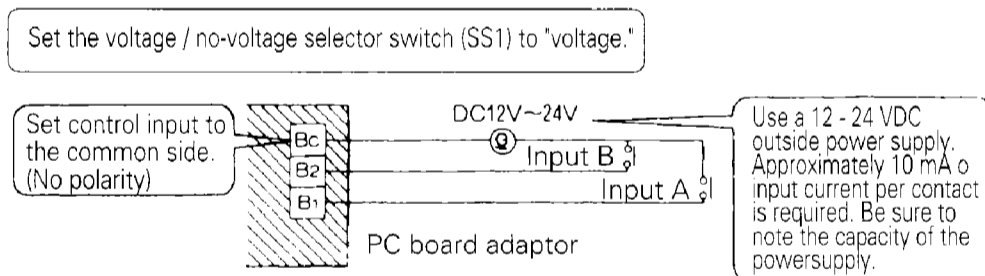 Set the voltage / no-voltage selector switch (SS1) to "voltage."
Set control input to
the common side.
(No polarity)
BC
B2
B1
DC12V～24V
Input B
Input A
PC board adaptor
Use a 12 - 24 VDC
outside power supply.
Approximately 10 mA o
input current per contact
is required. Be sure to
note the capacity of the
powersupply.